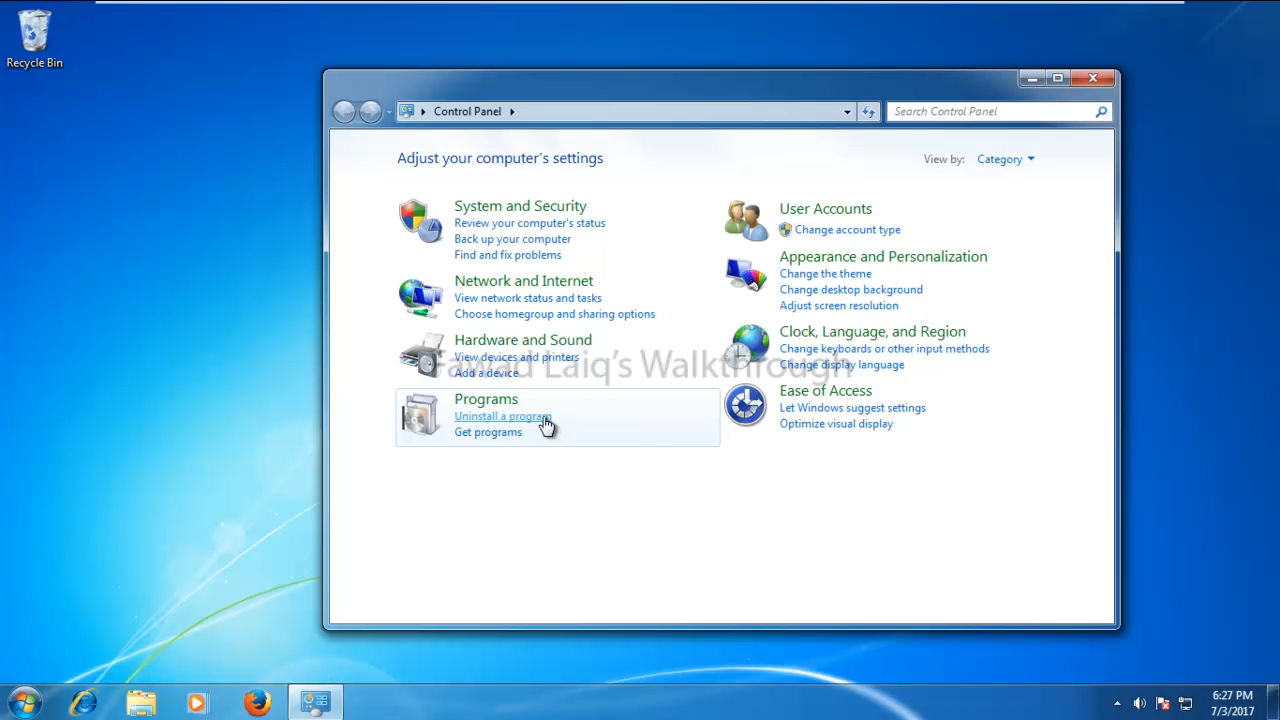 Recycle Bin
Control Panel
Search Control Panel
Adjust your computer's settings
View by: Category
System and Security
Review your computer's status
Back up your computer
Find and fix problems
Network and Internet
View network status and tasks
Choose homegroup and sharing options
Hardware and Sound
View devices and printers
Add a device
Programs
Uninstall a program
Get programs
User Accounts
Change account type
Appearance and Personalization
Change the theme
Change desktop background
Adjust screen resolution
Clock, Language, and Region
Change keyboards or other input methods
Change display language
Ease of Access
Let Windows suggest settings
Optimize visual display
Fawad Laiq's Walkthrough
6:27 PM
7/3/2017